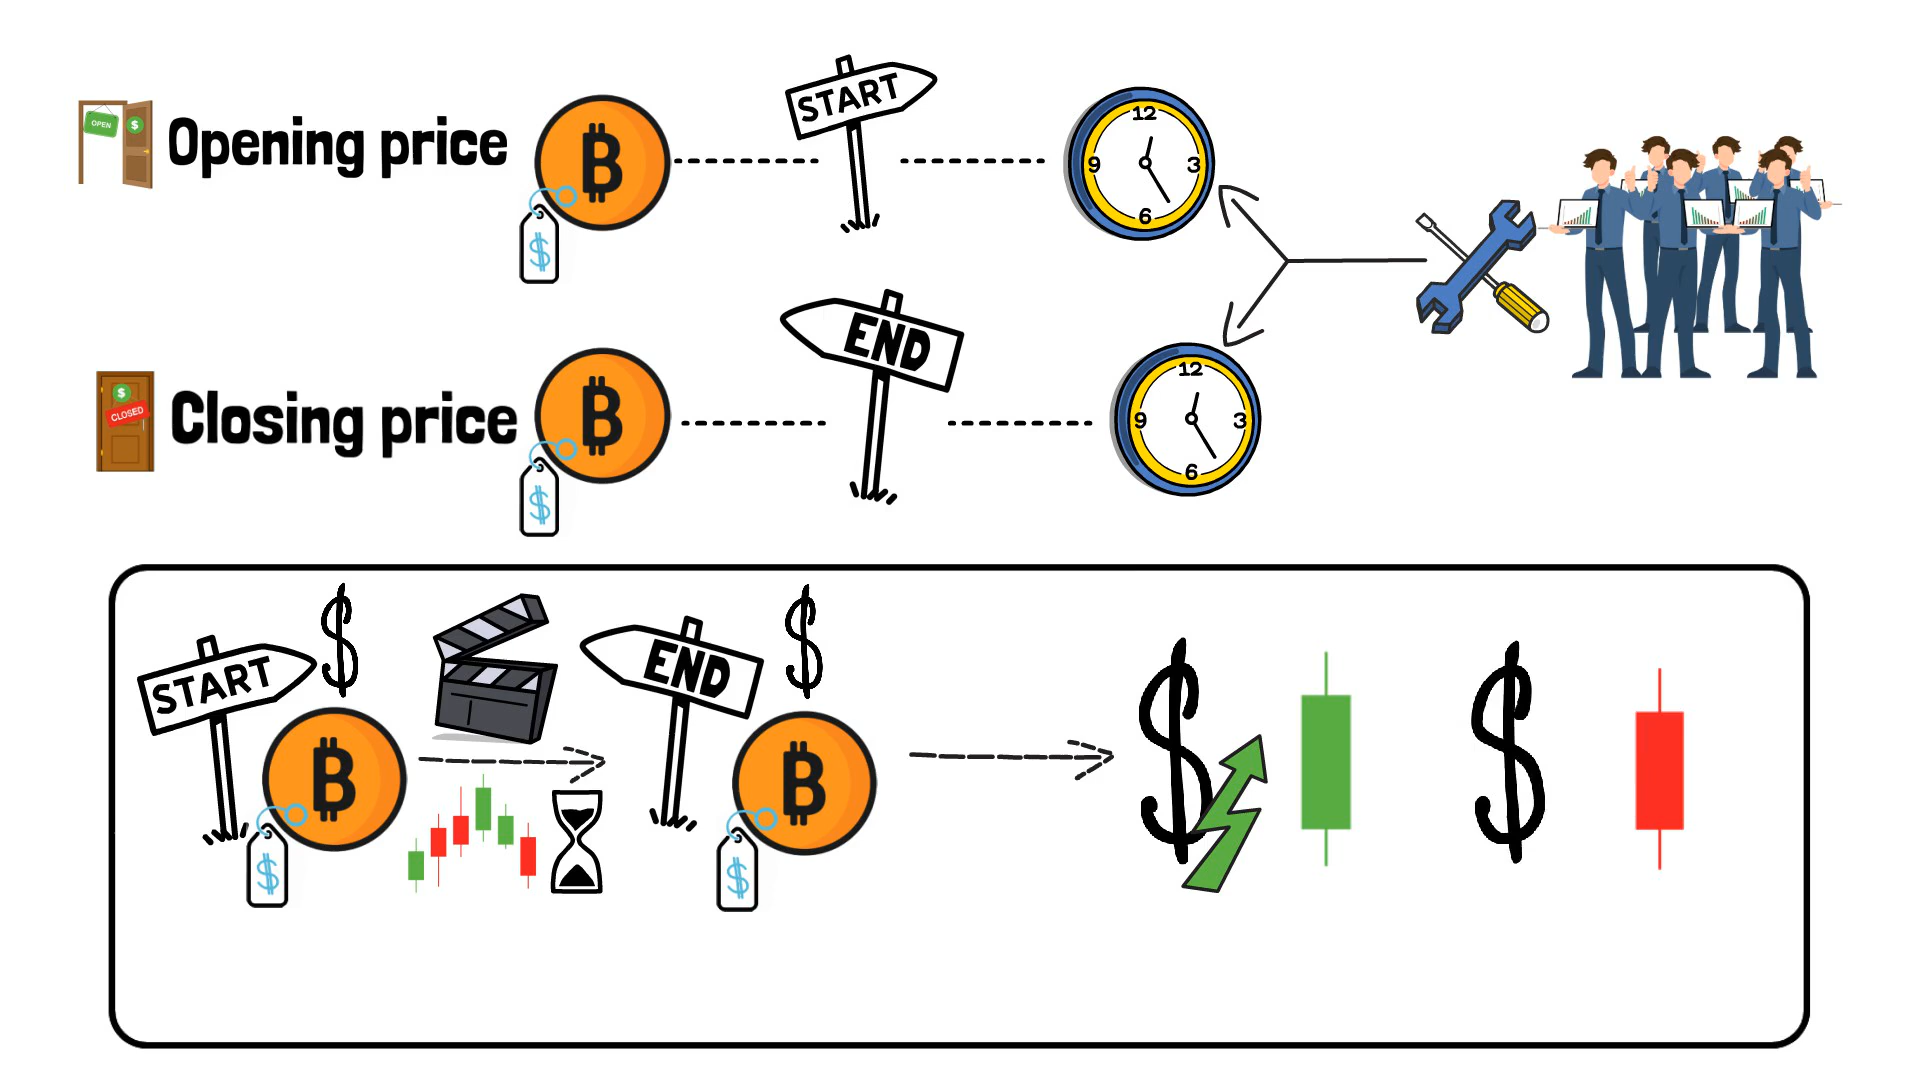 OPEN
$
Opening price
START
$
12
9
3
6
$
CLOSED
Closing price
END
$
12
9
3
6
$
$
START
END
$
$
$
$